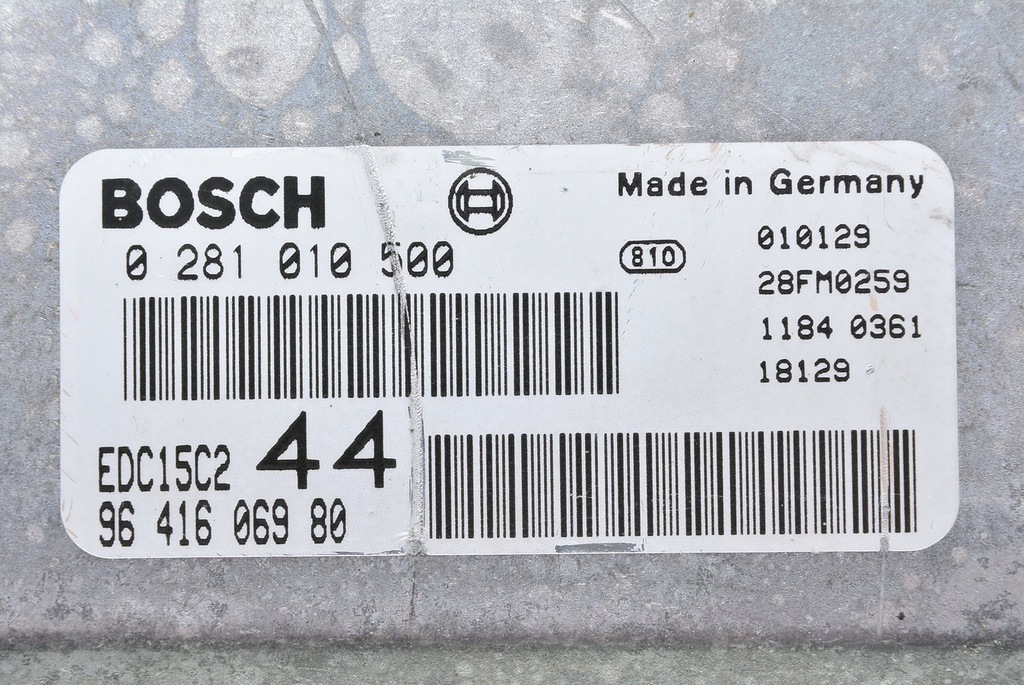 BOSCH
Made in Germany
0 281 010 500
810
010129
28FM0259
1184 0361
18129
EDC15C2 44
96 416 069 80